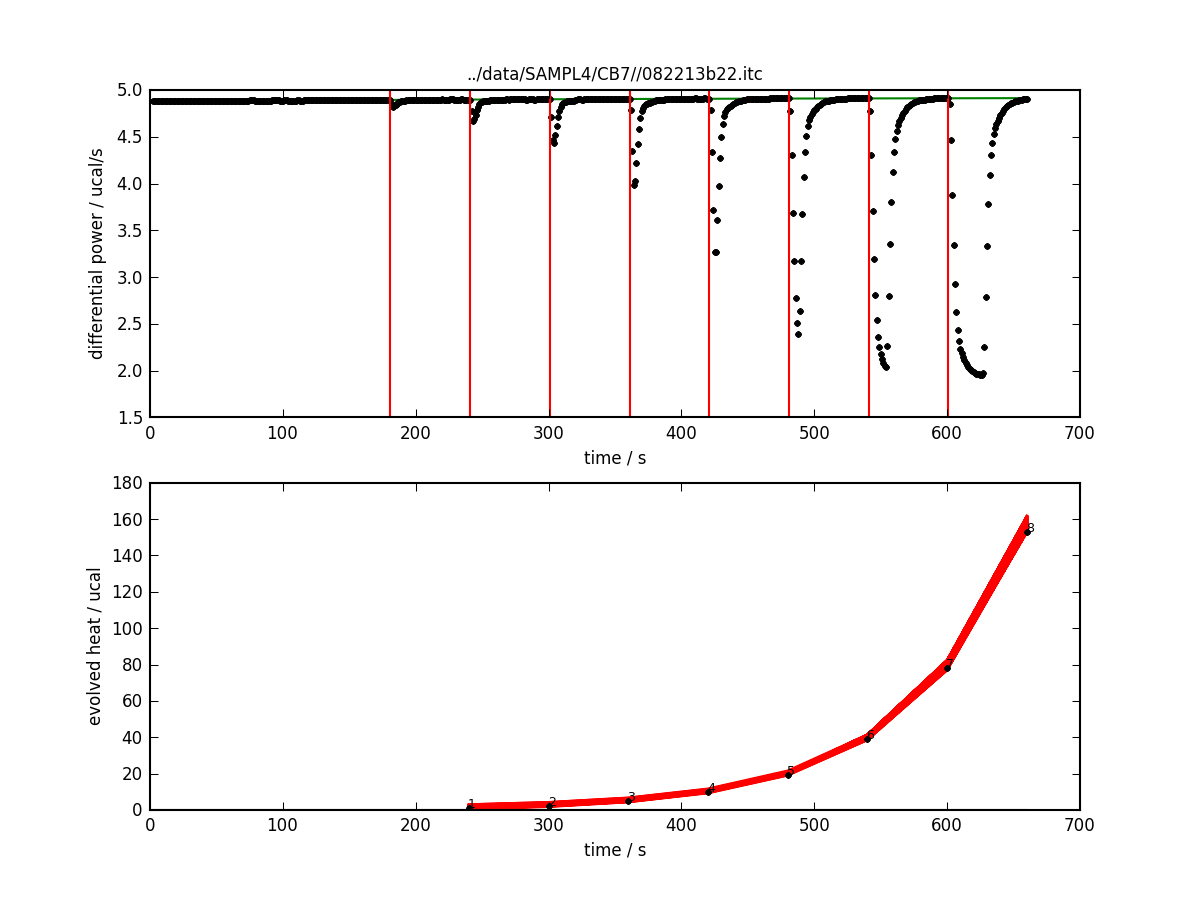 ../data/SAMPL4/CB7//082213b22.itc
differential power / ucal/s
5.0
4.5
4.0
3.5
3.0
2.5
2.0
1.5
0 100 200 300 400 500 600 700
time / s
evolved heat / ucal
180
160
140
120
100
80
60
40
20
0
1 2 3 4 5 6 8
0 100 200 300 400 500 600 700
time / s